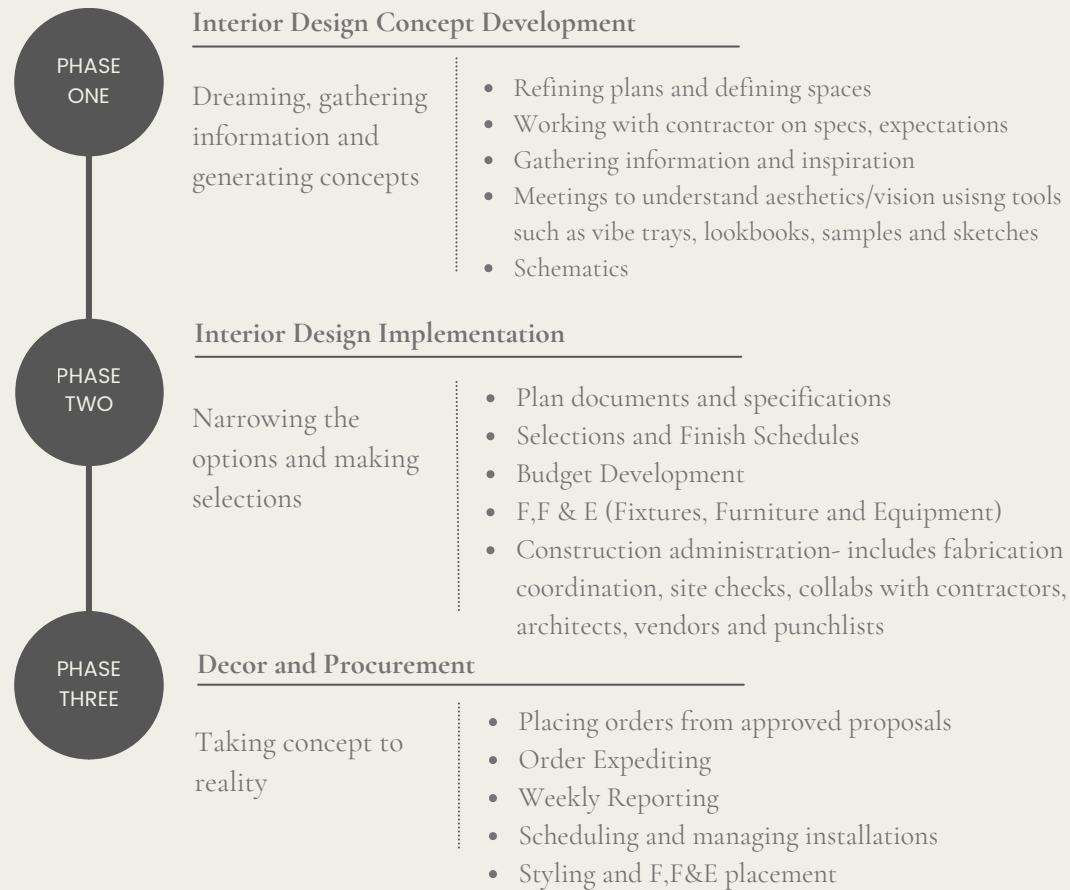 PHASE
ONE
Interior Design Concept Development
Dreaming, gathering
information and
generating concepts
• Refining plans and defining spaces
• Working with contractor on specs, expectations
• Gathering information and inspiration
• Meetings to understand aesthetics/vision usisng tools
such as vibe trays, lookbooks, samples and sketches
• Schematics
PHASE
TWO
Interior Design Implementation
Narrowing the
options and making
selections
• Plan documents and specifications
• Selections and Finish Schedules
• Budget Development
• F,F & E (Fixtures, Furniture and Equipment)
• Construction administration- includes fabrication
coordination, site checks, collabs with contractors,
architects, vendors and punchlists
PHASE
THREE
Decor and Procurement
Taking concept to
reality
• Placing orders from approved proposals
• Order Expediting
• Weekly Reporting
• Scheduling and managing installations
• Styling and F,F&E placement